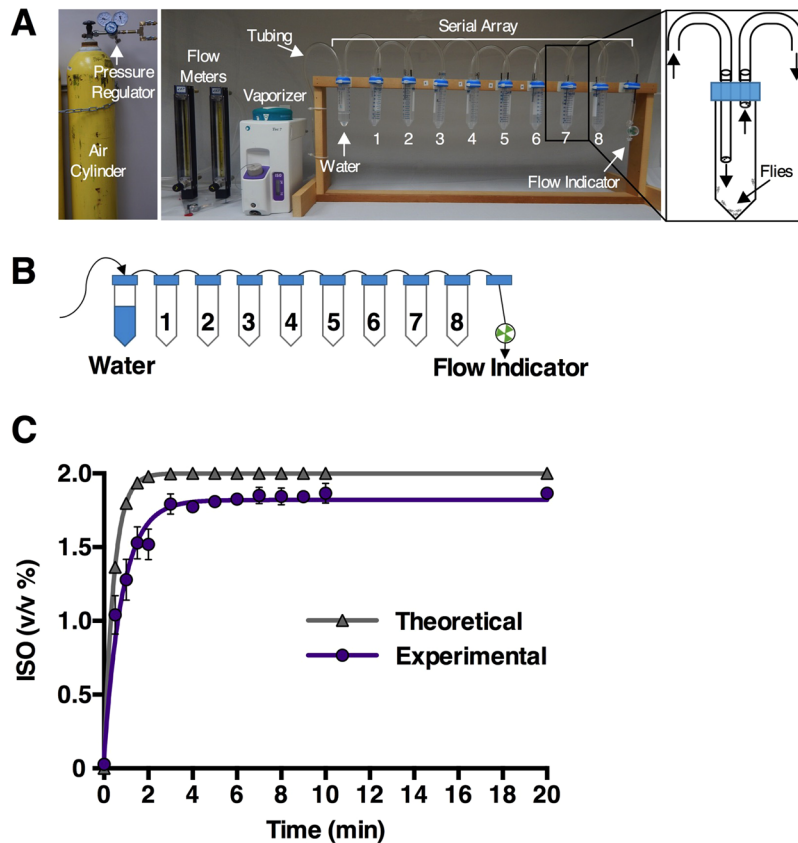 A
Pressure
Regulator
Air
Cylinder
Tubing
Serial Array
Flow
Meters
Vaporizer
1 2 3 4 5 6 7 8
Water
Flow Indicator
Flies
B
1 2 3 4 5 6 7 8
Water
Flow Indicator
C
2.0
1.5
1.0
0.5
0
ISO (v/v %)
Theoretical
Experimental
0 2 4 6 8 10 12 14 16 18 20
Time (min)